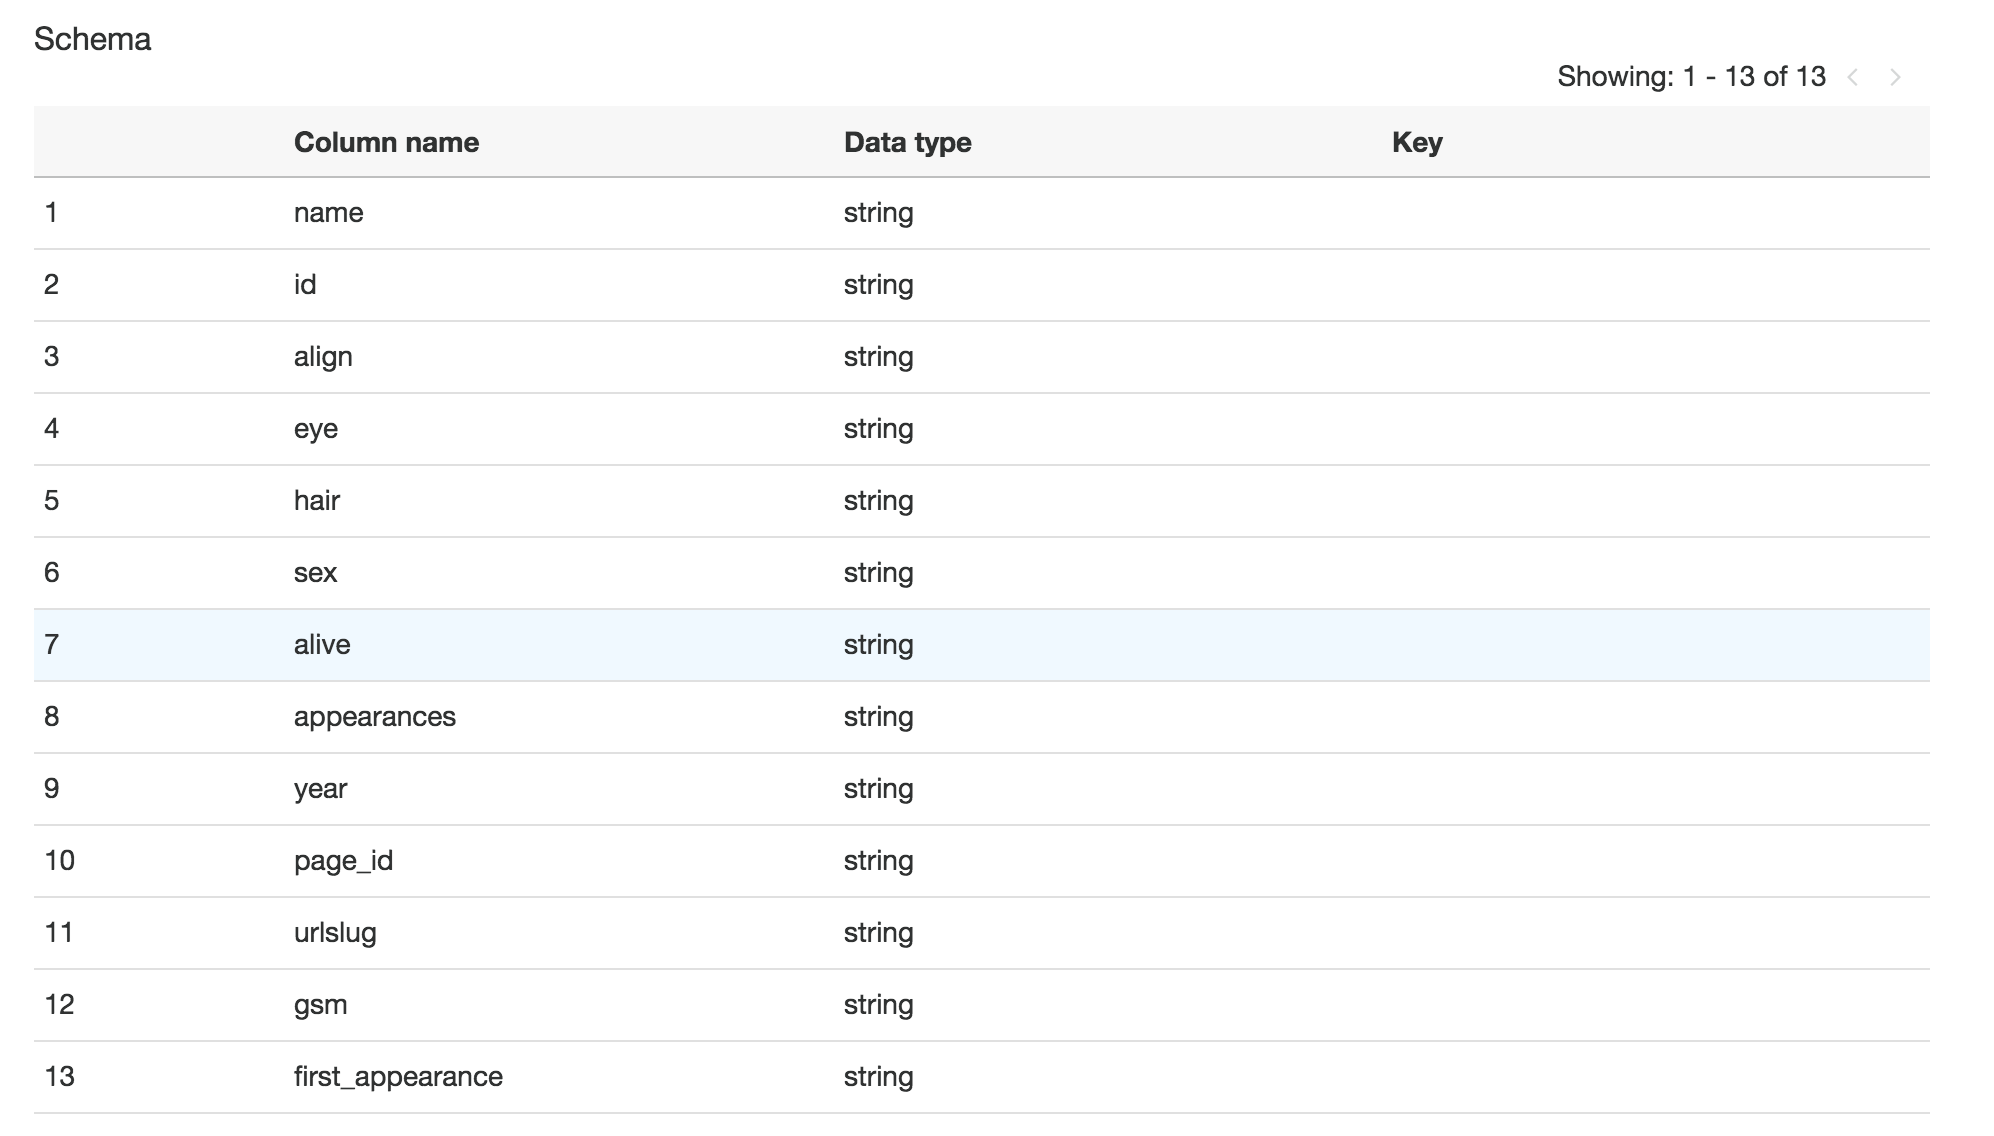 Schema
Showing: 1 - 13 of 13 < >
Column name Data type Key
1 name string
2 id string
3 align string
4 eye string
5 hair string
6 sex string
7 alive string
8 appearances string
9 year string
10 page_id string
11 urlslug string
12 gsm string
13 first_appearance string